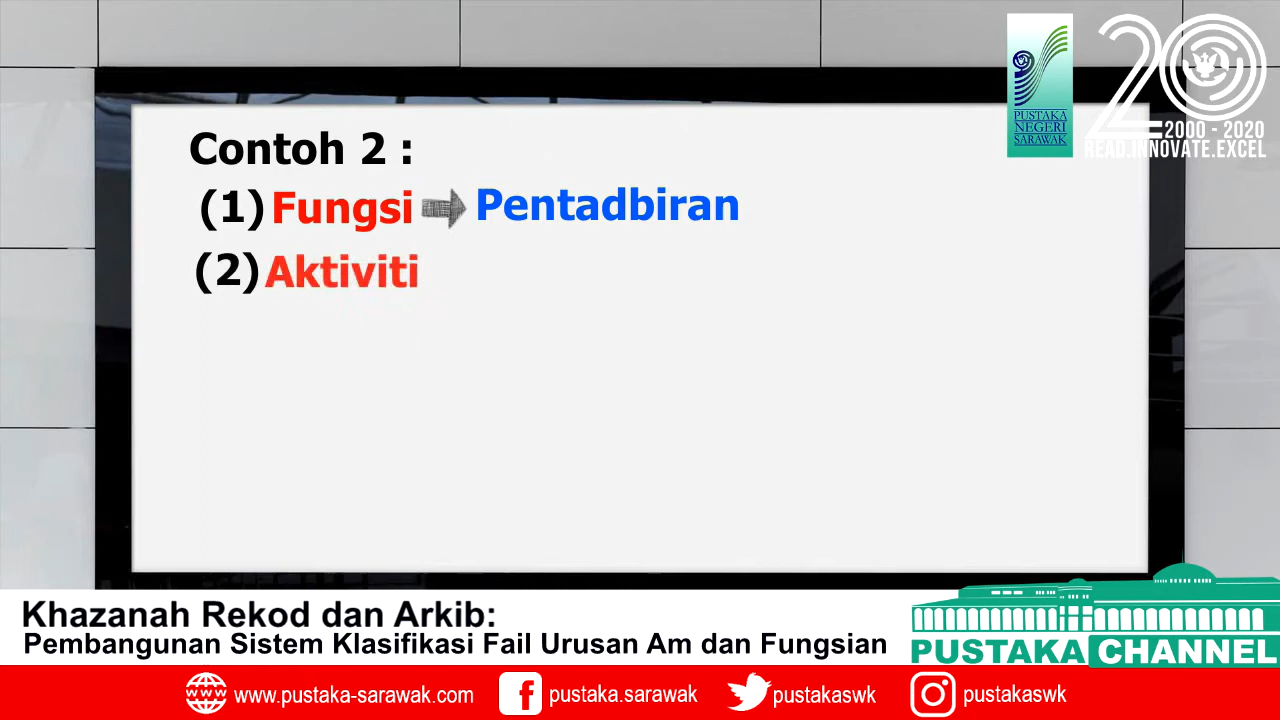 PUSTAKA
NEGERI
SARAWAK
20
2000 - 2020
READ.INNOVATE.EXCEL
Contoh 2 :
(1) Fungsi Pentadbiran
(2) Aktiviti
Khazanah Rekod dan Arkib:
Pembangunan Sistem Klasifikasi Fail Urusan Am dan Fungsian
PUSTAKA CHANNEL
www.pustaka-sarawak.com pustaka.sarawak pustakaswk pustakaswk